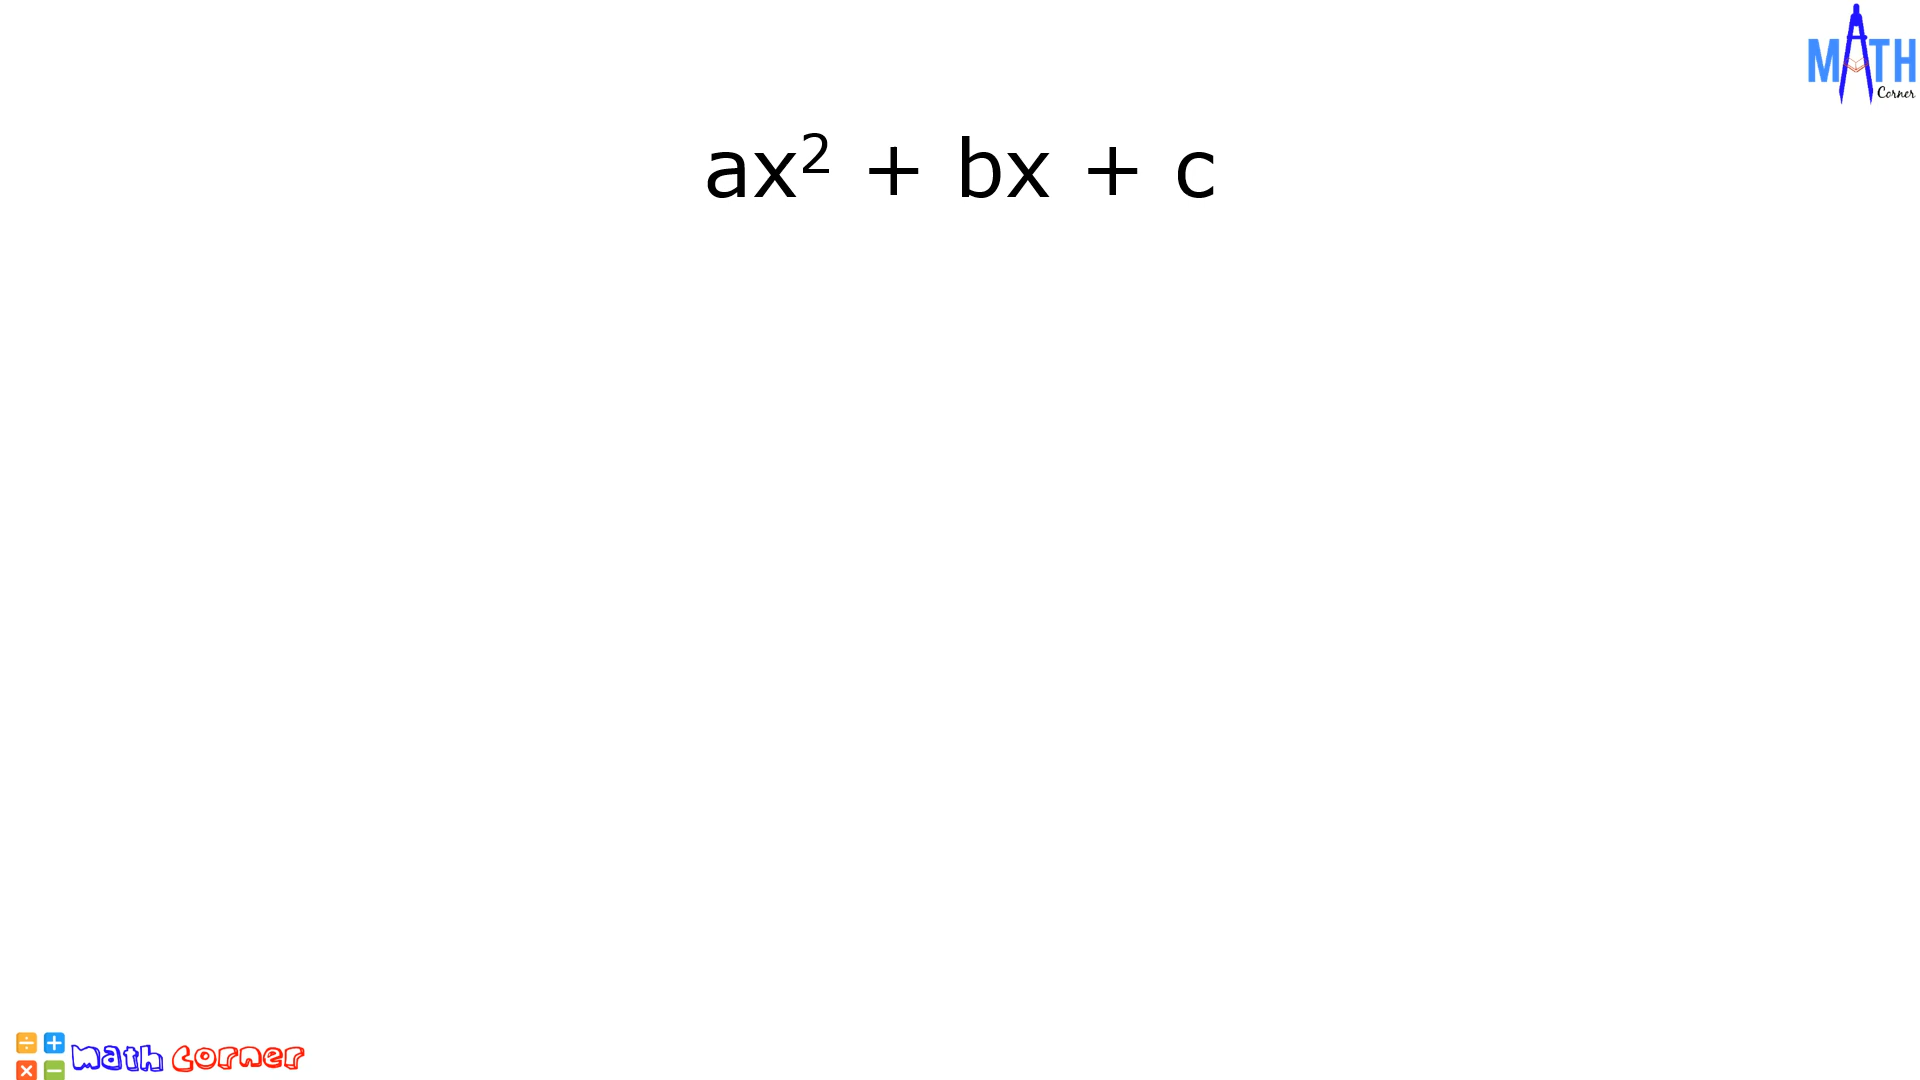 MATH
Corner
ax² + bx + c
math corner